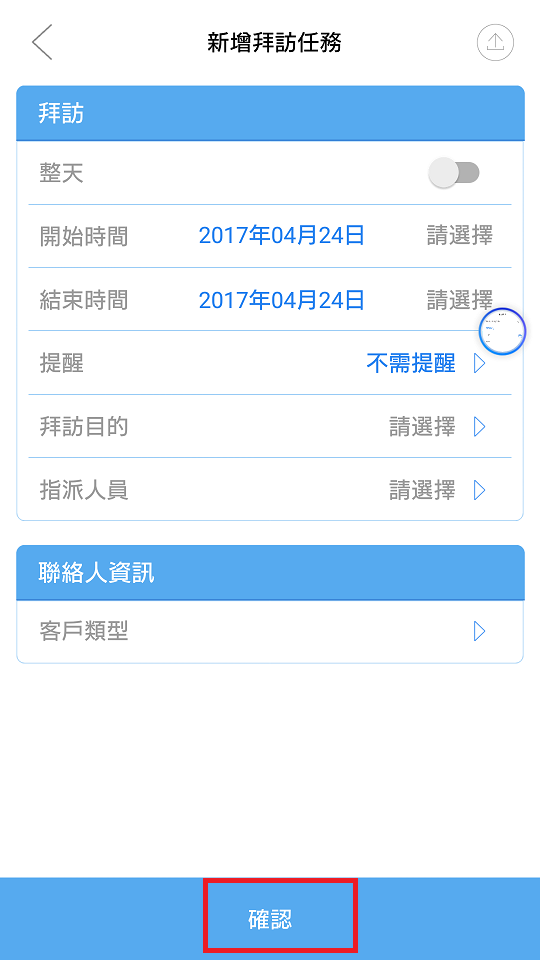 新增拜訪任務
拜訪
整天
開始時間 2017年04月24日 請選擇
結束時間 2017年04月24日 請選擇
提醒 不需提醒
拜訪目的 請選擇
指派人員 請選擇
聯絡人資訊
客戶類型
確認